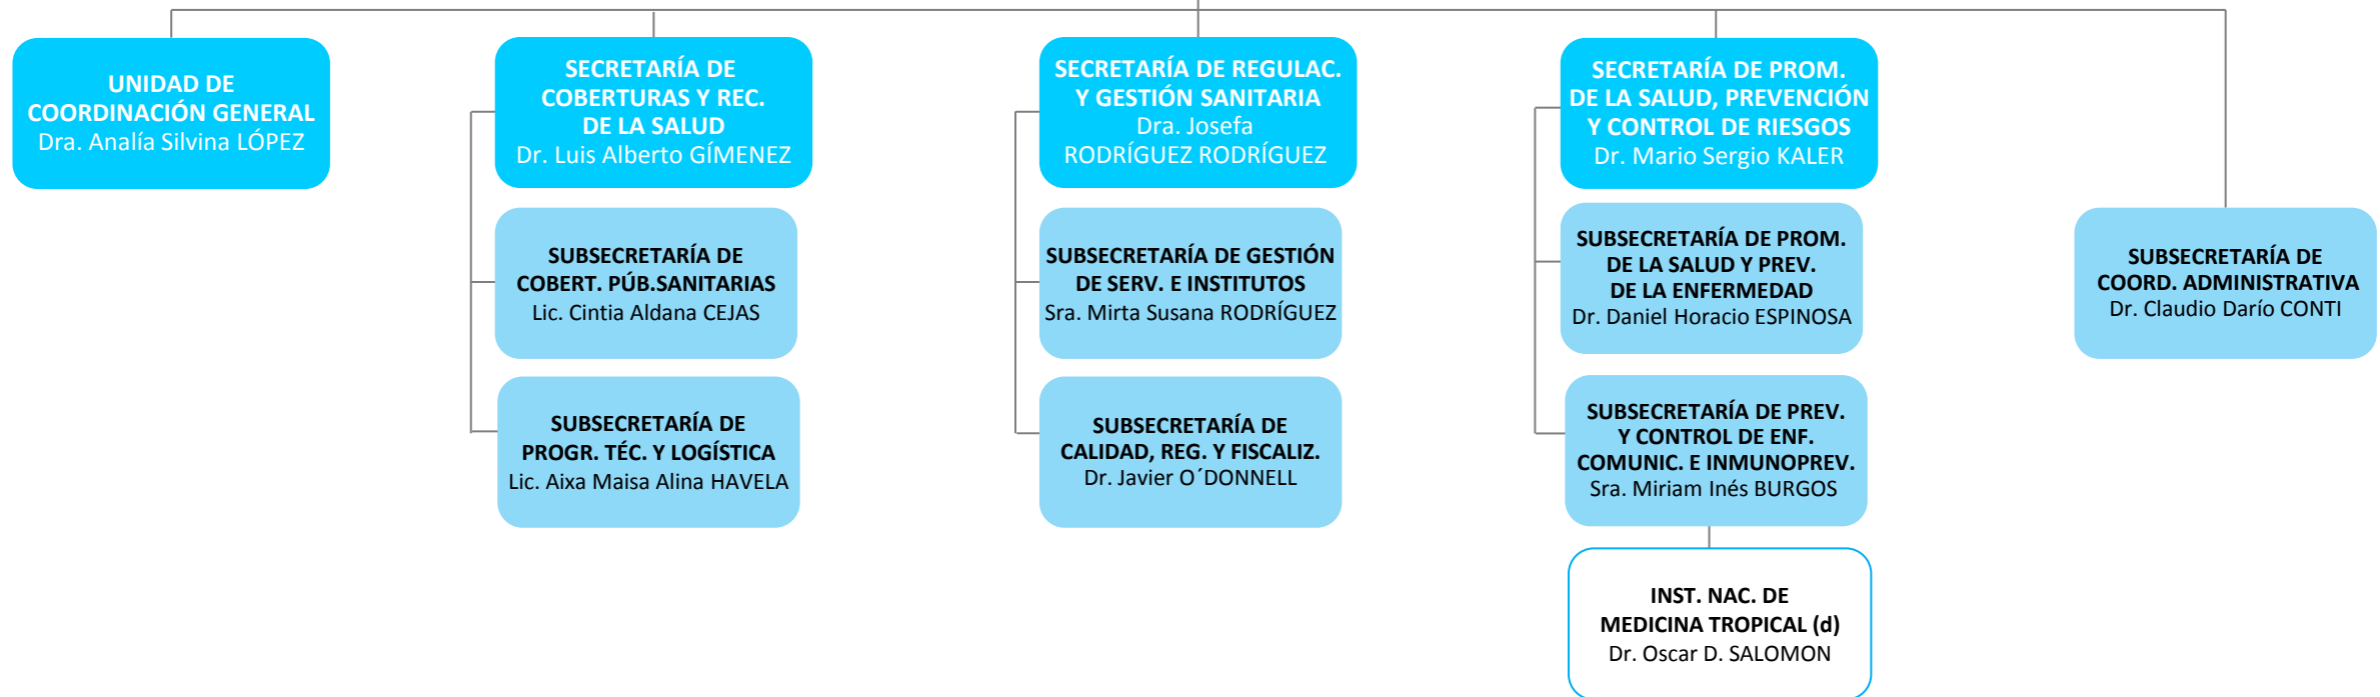 UNIDAD DE
COORDINACIÓN GENERAL
Dra. Analía Silvina LÓPEZ
SECRETARÍA DE
COBERTURAS Y REC.
DE LA SALUD
Dr. Luis Alberto GÍMENEZ
SECRETARÍA DE REGULAC.
Y GESTIÓN SANITARIA
Dra. Josefa
RODRÍGUEZ RODRÍGUEZ
SECRETARÍA DE PROM.
DE LA SALUD, PREVENCIÓN
Y CONTROL DE RIESGOS
Dr. Mario Sergio KALER
SUBSECRETARÍA DE
COBERT. PÚB.SANITARIAS
Lic. Cintia Aldana CEJAS
SUBSECRETARÍA DE GESTIÓN
DE SERV. E INSTITUTOS
Sra. Mirta Susana RODRÍGUEZ
SUBSECRETARÍA DE PROM.
DE LA SALUD Y PREV.
DE LA ENFERMEDAD
Dr. Daniel Horacio ESPINOSA
SUBSECRETARÍA DE
COORD. ADMINISTRATIVA
Dr. Claudio Darío CONTI
SUBSECRETARÍA DE
PROGR. TÉC. Y LOGÍSTICA
Lic. Aixa Maisa Alina HAVELA
SUBSECRETARÍA DE
CALIDAD, REG. Y FISCALIZ.
Dr. Javier O´DONNELL
SUBSECRETARÍA DE PREV.
Y CONTROL DE ENF.
COMUNIC. E INMUNOPREV.
Sra. Miriam Inés BURGOS
INST. NAC. DE
MEDICINA TROPICAL (d)
Dr. Oscar D. SALOMON